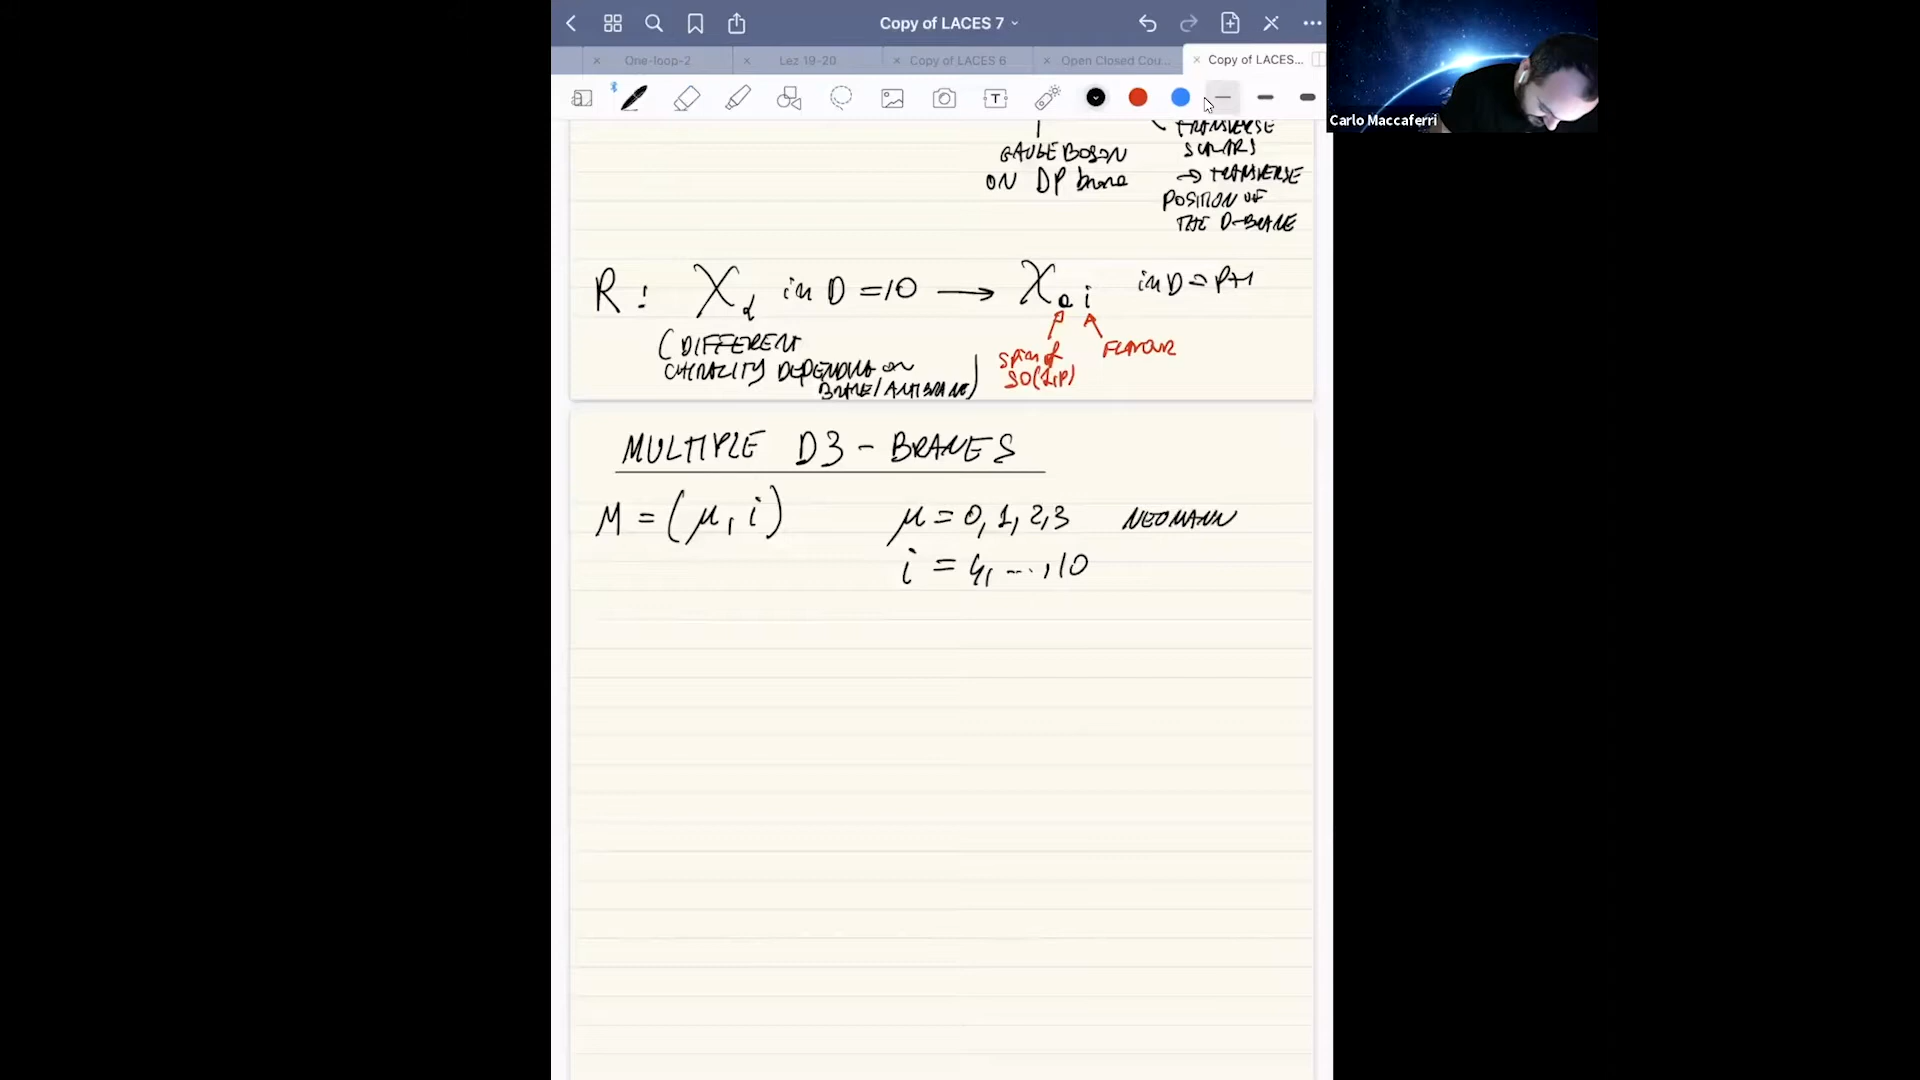 Copy of LACES 7
One-loop-2
Lez 19-20
Copy of LACES 6
Open Closed Cou...
Copy of LACES...
Carlo Maccaferri
GAUGE BOSON
ON DP brane
TRANSVERSE
SCALARS
→ TRANSVERSE
POSITION OF
THE D-BRANE
R: χ_α in D=10 → χ_{a i} in D=p+1
(DIFFERENT
CHIRALITY DEPENDING on
BRANE/ANTIBRANE)
spin of
SO(1,p)
FLAVOUR
MULTIPLE D3-BRANES
M = (μ, i) μ = 0, 1, 2, 3 NEUMANN
i = 4, ..., 10